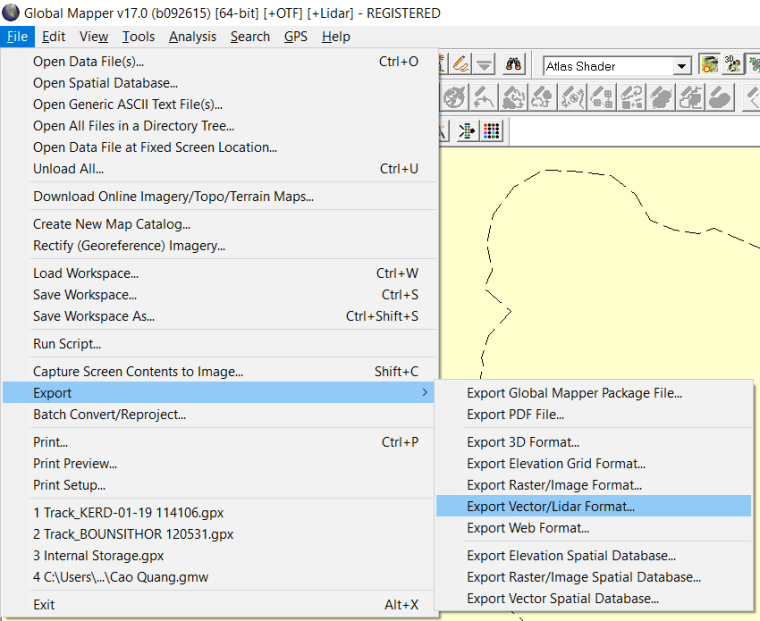 Global Mapper v17.0 (b092615) [64-bit] [+OTF] [+Lidar] - REGISTERED
File Edit View Tools Analysis Search GPS Help
Open Data File(s)... Ctrl+O
Open Spatial Database...
Open Generic ASCII Text File(s)...
Open All Files in a Directory Tree...
Open Data File at Fixed Screen Location...
Unload All... Ctrl+U
Download Online Imagery/Topo/Terrain Maps...
Create New Map Catalog...
Rectify (Georeference) Imagery...
Load Workspace... Ctrl+W
Save Workspace... Ctrl+S
Save Workspace As... Ctrl+Shift+S
Run Script...
Capture Screen Contents to Image... Shift+C
Export
Batch Convert/Reproject...
Print... Ctrl+P
Print Preview...
Print Setup...
1 Track_KERD-01-19 114106.gpx
2 Track_BOUNSITHOR 120531.gpx
3 Internal Storage.gpx
4 C:\Users\...\Cao Quang.gmw
Exit Alt+X
Atlas Shader
Export Global Mapper Package File...
Export PDF File...
Export 3D Format...
Export Elevation Grid Format...
Export Raster/Image Format...
Export Vector/Lidar Format...
Export Web Format...
Export Elevation Spatial Database...
Export Raster/Image Spatial Database...
Export Vector Spatial Database...